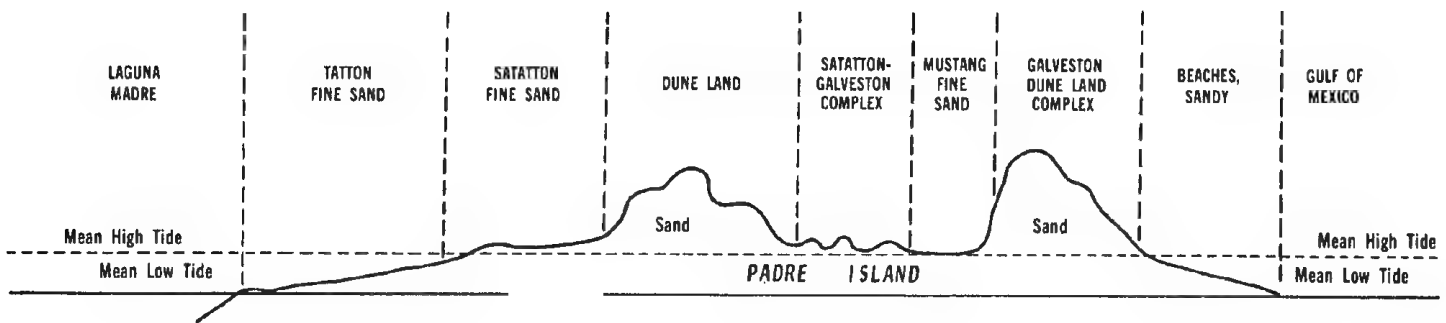 LAGUNA
MADRE
TATTON
FINE SAND
SATATTON
FINE SAND
DUNE LAND
SATATTON-
GALVESTON
COMPLEX
MUSTANG
FINE
SAND
GALVESTON
DUNE LAND
COMPLEX
BEACHES,
SANDY
GULF OF
MEXICO
Sand
Sand
Mean High Tide
Mean High Tide
Mean Low Tide
PADRE ISLAND
Mean Low Tide